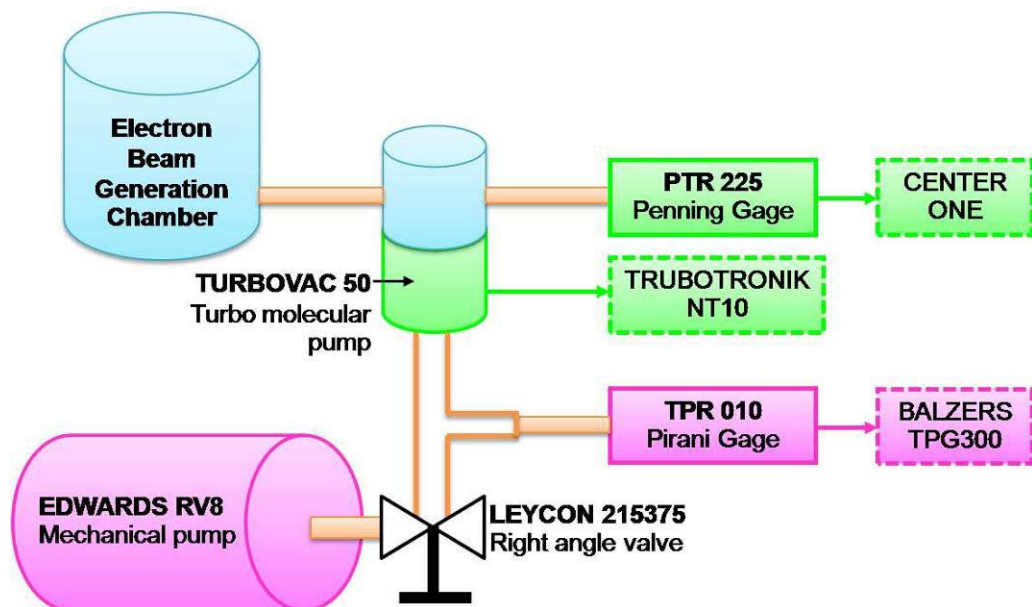 Electron
Beam
Generation
Chamber
PTR 225
Penning Gage
CENTER
ONE
TURBOVAC 50
Turbo molecular
pump
TRUBOTRONIK
NT10
TPR 010
Pirani Gage
BALZERS
TPG300
EDWARDS RV8
Mechanical pump
LEYCON 215375
Right angle valve